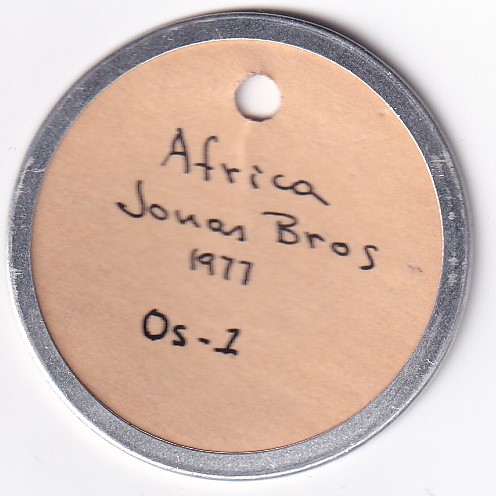 Africa
Jonas Bros
1977
Os-1